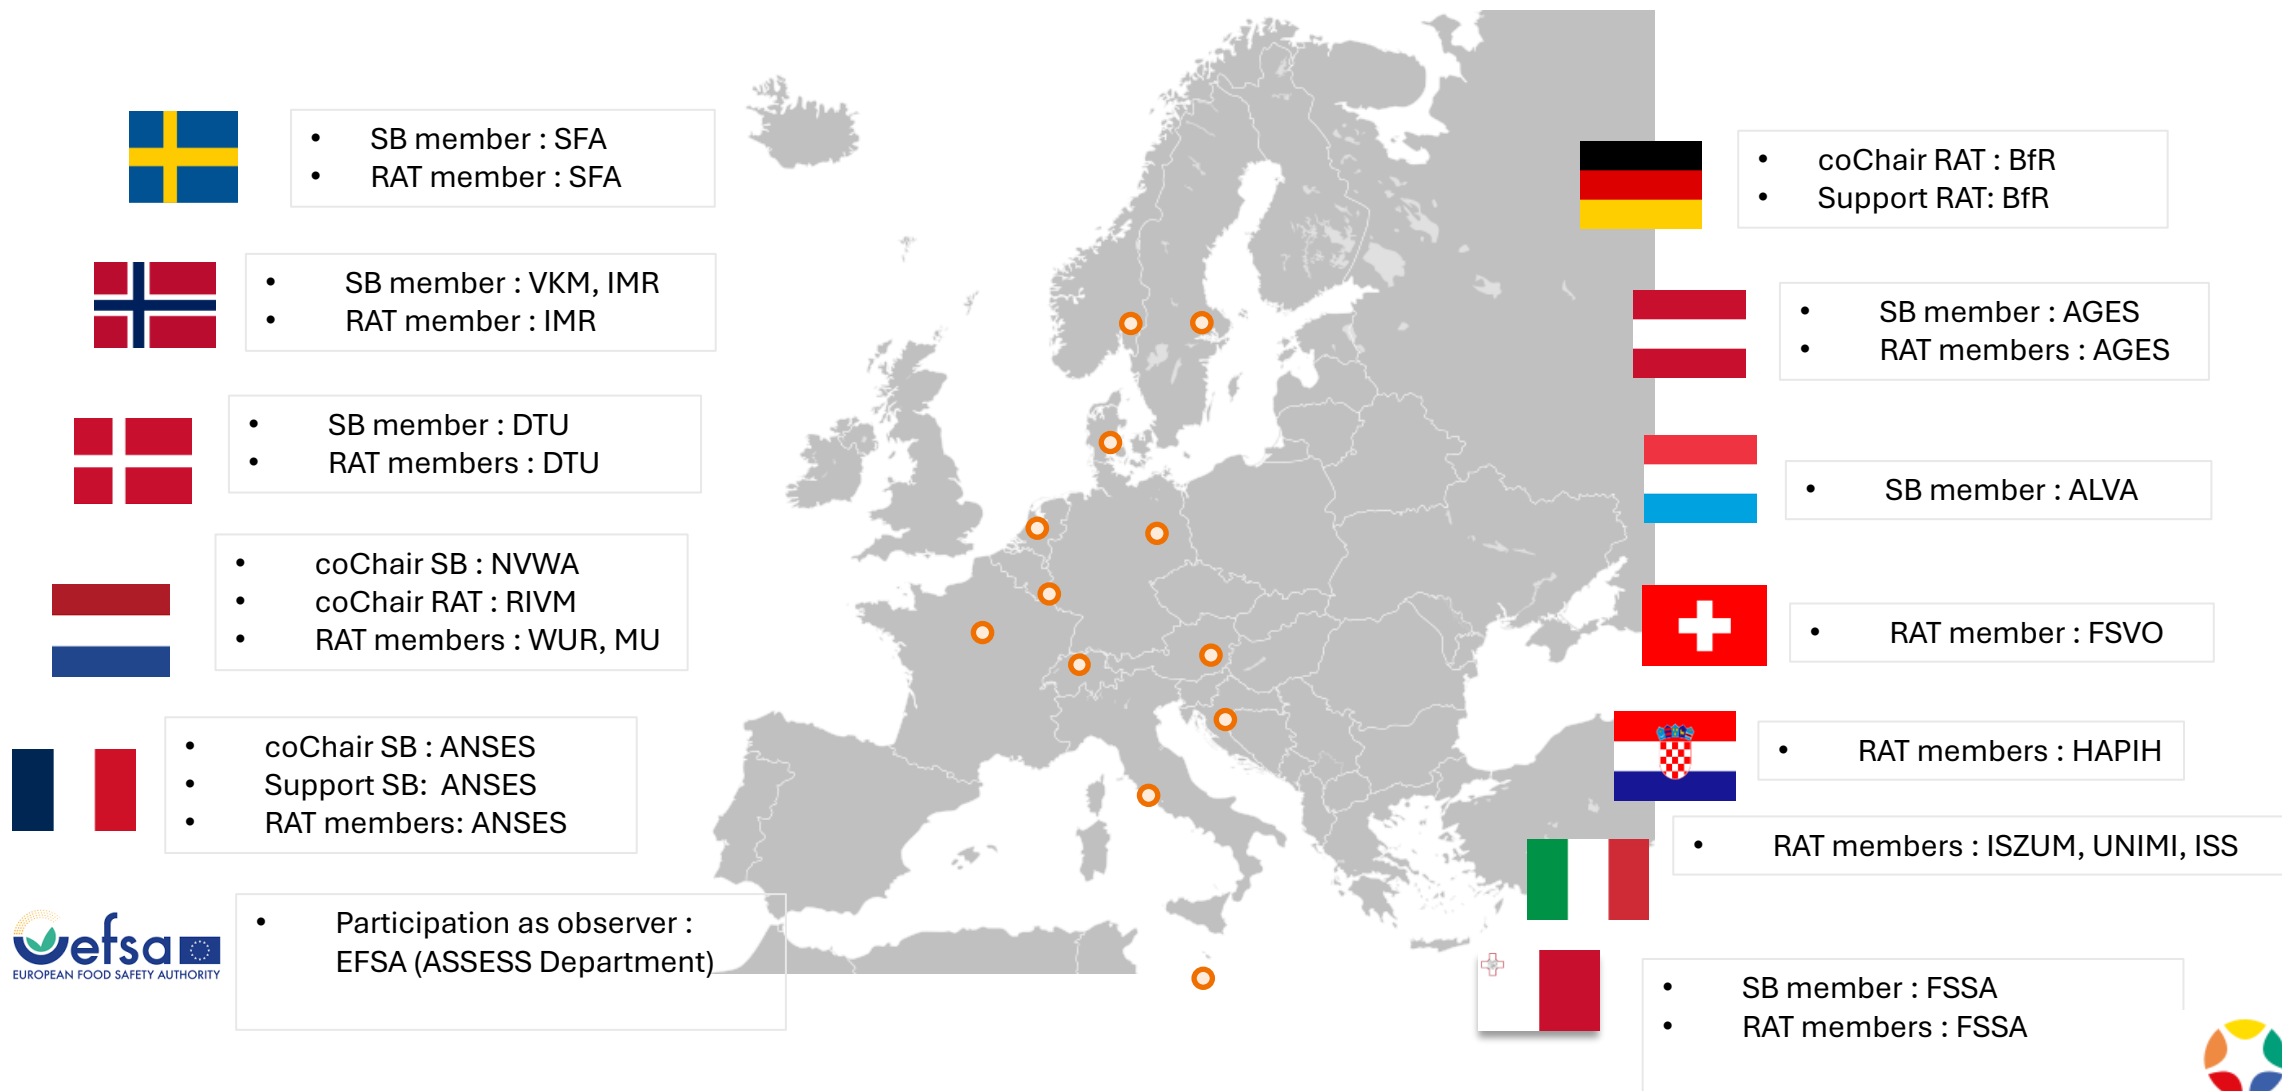 • SB member : SFA
• RAT member : SFA
• SB member : VKM, IMR
• RAT member : IMR
• SB member : DTU
• RAT members : DTU
• coChair SB : NVWA
• coChair RAT : RIVM
• RAT members : WUR, MU
• coChair SB : ANSES
• Support SB: ANSES
• RAT members: ANSES
efsa
EUROPEAN FOOD SAFETY AUTHORITY
• Participation as observer :
EFSA (ASSESS Department)
• coChair RAT : BfR
• Support RAT: BfR
• SB member : AGES
• RAT members : AGES
• SB member : ALVA
• RAT member : FSVO
• RAT members : HAPIH
• RAT members : ISZUM, UNIMI, ISS
• SB member : FSSA
• RAT members : FSSA